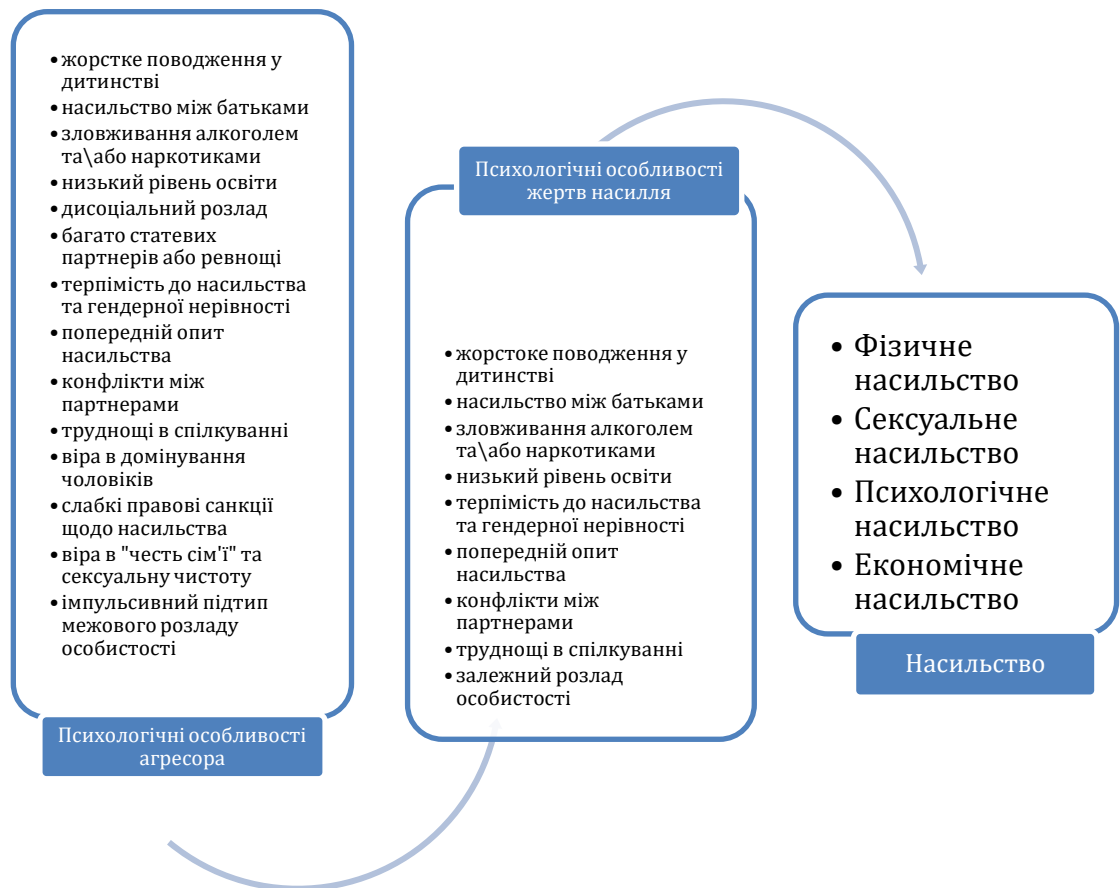 •жорстке поводження у
дитинстві
•насильство між батьками
•зловживання алкоголем
та\або наркотиками
•низький рівень освіти
•дисоціальний розлад
•багато статевих
партнерів або ревнощі
•терпімість до насильства
та гендерної нерівності
•попередній опит
насильства
•конфлікти між
партнерами
•труднощі в спілкуванні
•віра в домінування
чоловіків
•слабкі правові санкції
щодо насильства
•віра в "честь сім'ї" та
сексуальну чистоту
•імпульсивний підтип
межового розладу
особистості
Психологічні особливості
агресора
Психологічні особливості
жертв насилля
•жорстоке поводження у
дитинстві
•насильство між батьками
•зловживання алкоголем
та\або наркотиками
•низький рівень освіти
•терпімість до насильства
та гендерної нерівності
•попередній опит
насильства
•конфлікти між
партнерами
•труднощі в спілкуванні
•залежний розлад
особистості
• Фізичне
насильство
• Сексуальне
насильство
• Психологічне
насильство
• Економічне
насильство
Насильство